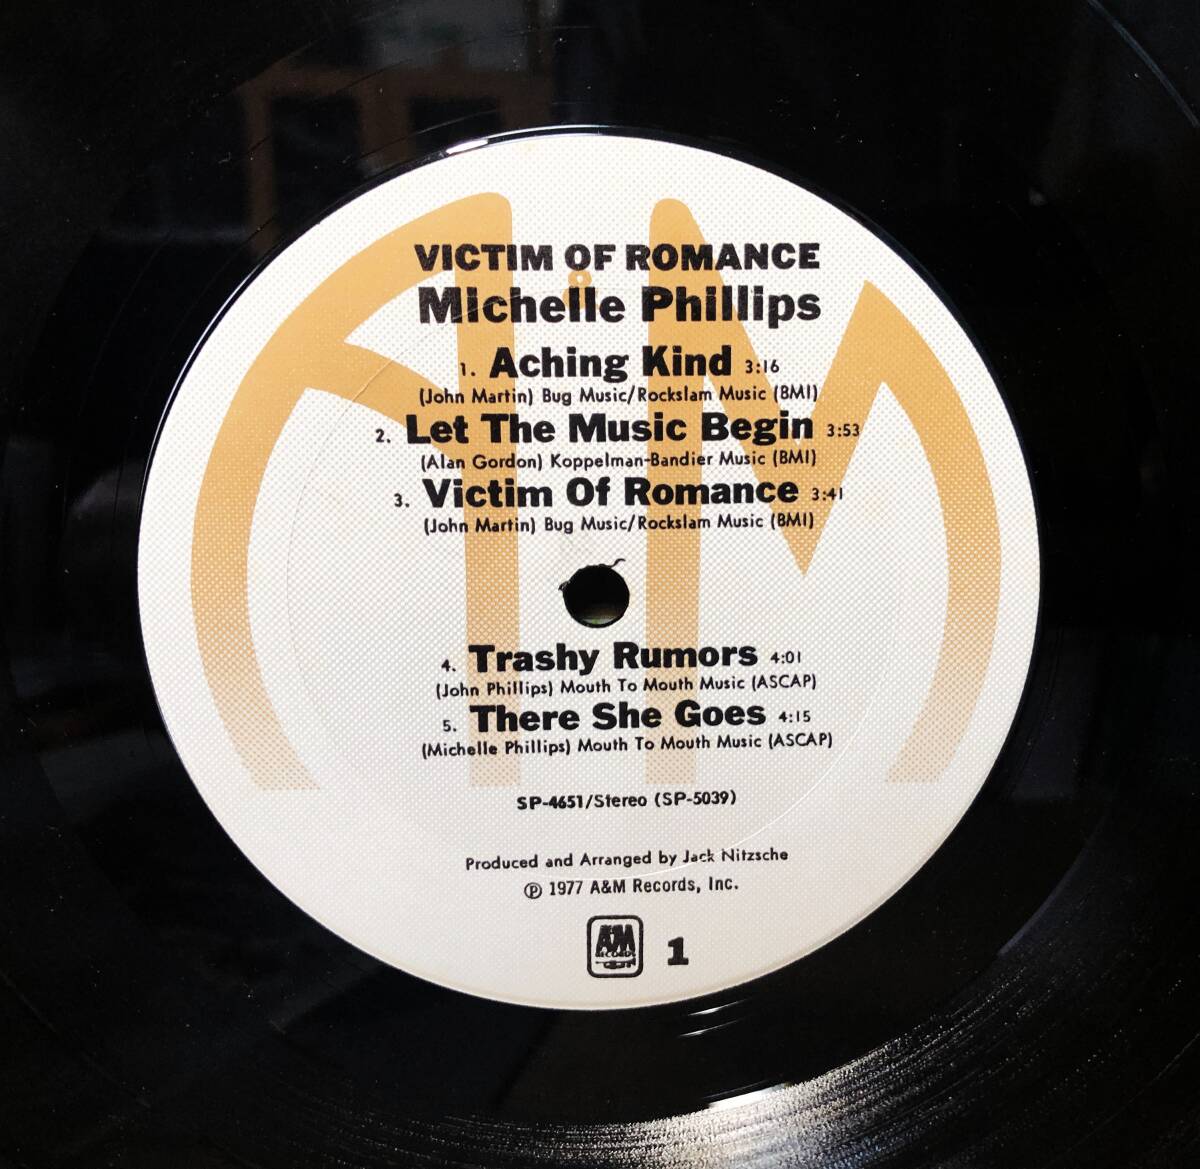 VICTIM OF ROMANCE
Michelle Phillips
1. Aching Kind 3:16
(John Martin) Bug Music/Rockslam Music (BMI)
2. Let The Music Begin 3:53
(Alan Gordon) Koppelman-Bandier Music (BMI)
3. Victim Of Romance 3:41
(John Martin) Bug Music/Rockslam Music (BMI)
4. Trashy Rumors 4:01
(John Phillips) Mouth To Mouth Music (ASCAP)
5. There She Goes 4:15
(Michelle Phillips) Mouth To Mouth Music (ASCAP)
SP-4651/Stereo (SP-5039)
Produced and Arranged by Jack Nitzsche
℗ 1977 A&M Records, Inc.
A&M RECORDS 1